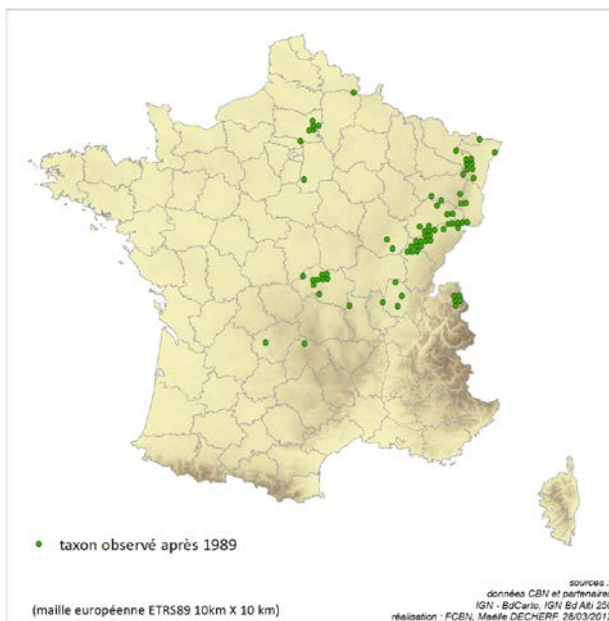 taxon observé après 1989
(maille européenne ETRS89 10km X 10 km)
sources :
données CBN et partenaires
IGN - BdCarto, IGN Bd Alti 250
réalisation : FCBN, Maëlle DECHERF, 28/03/2012